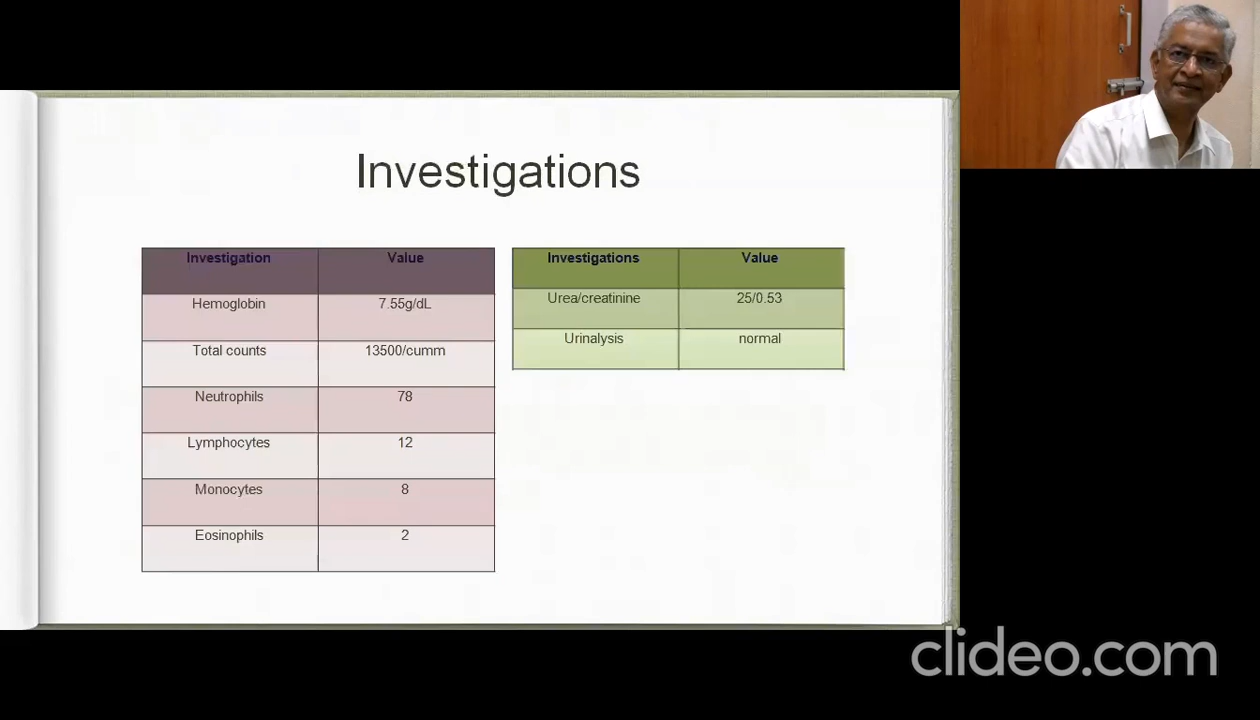 Investigations
Investigation Value
Hemoglobin 7.55g/dL
Total counts 13500/cumm
Neutrophils 78
Lymphocytes 12
Monocytes 8
Eosinophils 2
Investigations Value
Urea/creatinine 25/0.53
Urinalysis normal
clideo.com